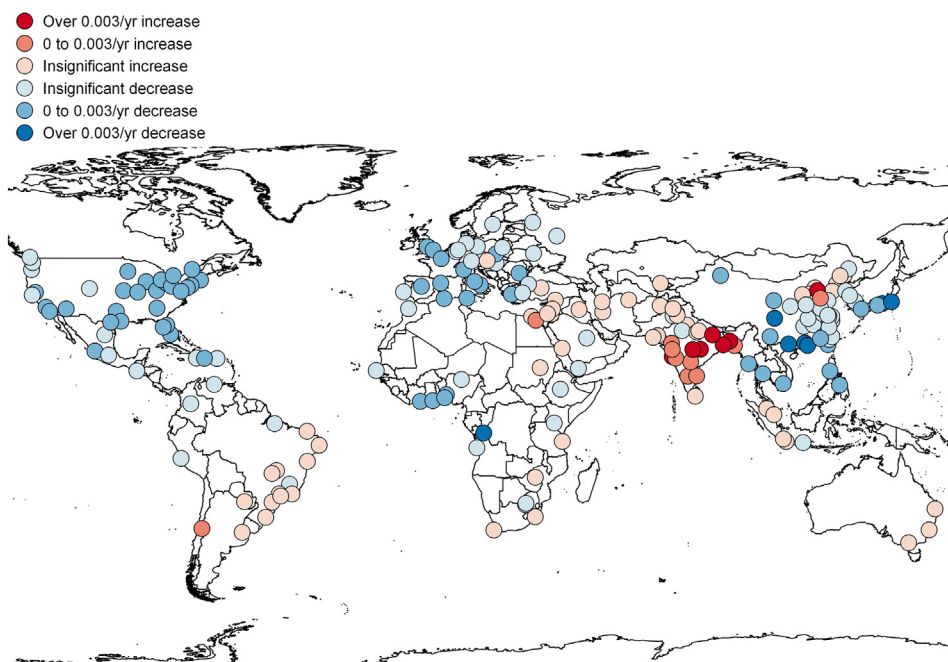 Over 0.003/yr increase
0 to 0.003/yr increase
Insignificant increase
Insignificant decrease
0 to 0.003/yr decrease
Over 0.003/yr decrease